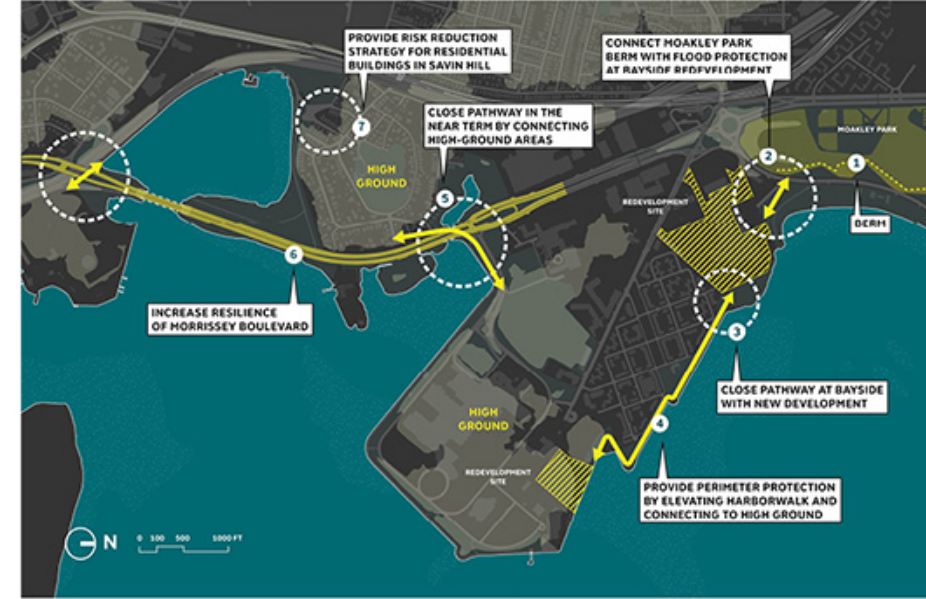 PROVIDE RISK REDUCTION
STRATEGY FOR RESIDENTIAL
BUILDINGS IN SAVIN HILL
CONNECT MOAKLEY PARK
BERM WITH FLOOD PROTECTION
AT BAYSIDE REDEVELOPMENT
CLOSE PATHWAY IN THE
NEAR TERM BY CONNECTING
HIGH-GROUND AREAS
7
MOAKLEY PARK
2
1
HIGH
GROUND
5
REDEVELOPMENT
SITE
BERM
6
INCREASE RESILIENCE
OF MORRISSEY BOULEVARD
3
CLOSE PATHWAY AT BAYSIDE
WITH NEW DEVELOPMENT
HIGH
GROUND
4
REDEVELOPMENT
SITE
PROVIDE PERIMETER PROTECTION
BY ELEVATING HARBORWALK AND
CONNECTING TO HIGH GROUND
N
0 100 500 1000 FT